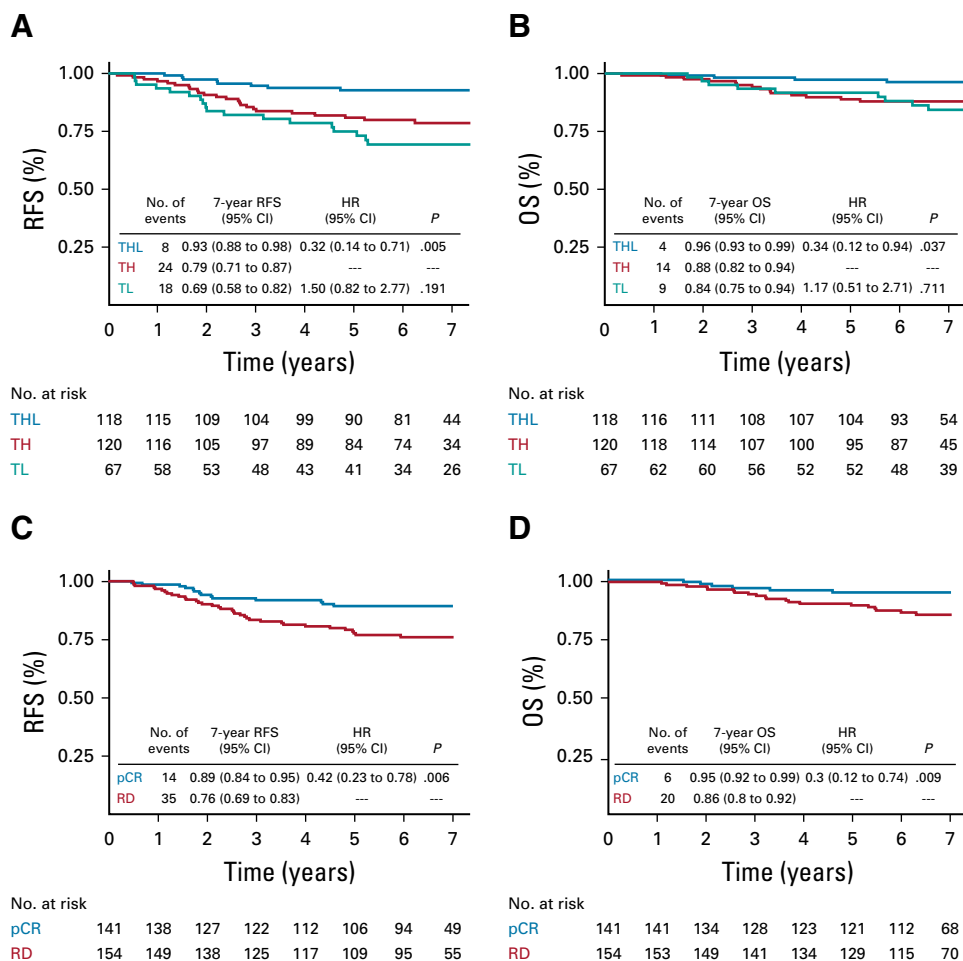 A
1.00
0.75
0.50
0.25
RFS (%)
No. of events 7-year RFS (95% CI) HR (95% CI) P
THL 8 0.93 (0.88 to 0.98) 0.32 (0.14 to 0.71) .005
TH 24 0.79 (0.71 to 0.87) --- ---
TL 18 0.69 (0.58 to 0.82) 1.50 (0.82 to 2.77) .191
0 1 2 3 4 5 6 7
Time (years)
No. at risk
THL 118 115 109 104 99 90 81 44
TH 120 116 105 97 89 84 74 34
TL 67 58 53 48 43 41 34 26
B
1.00
0.75
0.50
0.25
OS (%)
No. of events 7-year OS (95% CI) HR (95% CI) P
THL 4 0.96 (0.93 to 0.99) 0.34 (0.12 to 0.94) .037
TH 14 0.88 (0.82 to 0.94) --- ---
TL 9 0.84 (0.75 to 0.94) 1.17 (0.51 to 2.71) .711
0 1 2 3 4 5 6 7
Time (years)
No. at risk
THL 118 116 111 108 107 104 93 54
TH 120 118 114 107 100 95 87 45
TL 67 62 60 56 52 52 48 39
C
1.00
0.75
0.50
0.25
RFS (%)
No. of events 7-year RFS (95% CI) HR (95% CI) P
pCR 14 0.89 (0.84 to 0.95) 0.42 (0.23 to 0.78) .006
RD 35 0.76 (0.69 to 0.83) --- ---
0 1 2 3 4 5 6 7
Time (years)
No. at risk
pCR 141 138 127 122 112 106 94 49
RD 154 149 138 125 117 109 95 55
D
1.00
0.75
0.50
0.25
OS (%)
No. of events 7-year OS (95% CI) HR (95% CI) P
pCR 6 0.95 (0.92 to 0.99) 0.3 (0.12 to 0.74) .009
RD 20 0.86 (0.8 to 0.92) --- ---
0 1 2 3 4 5 6 7
Time (years)
No. at risk
pCR 141 141 134 128 123 121 112 68
RD 154 153 149 141 134 129 115 70